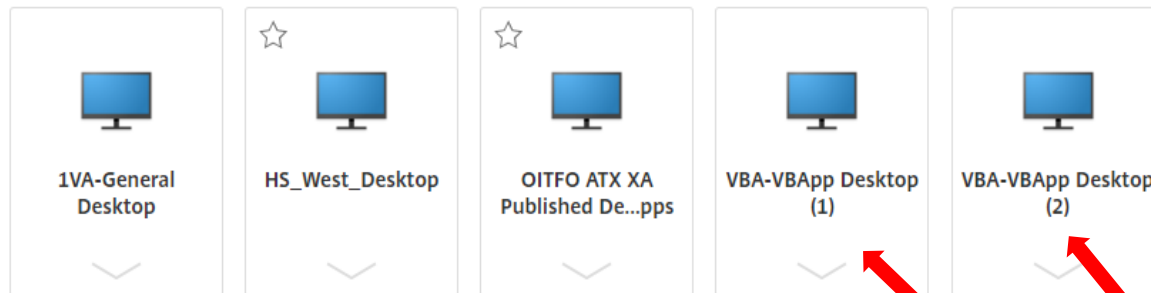 1VA-General
Desktop
HS_West_Desktop
OITFO ATX XA
Published De...pps
VBA-VBApp Desktop
(1)
VBA-VBApp Desktop
(2)